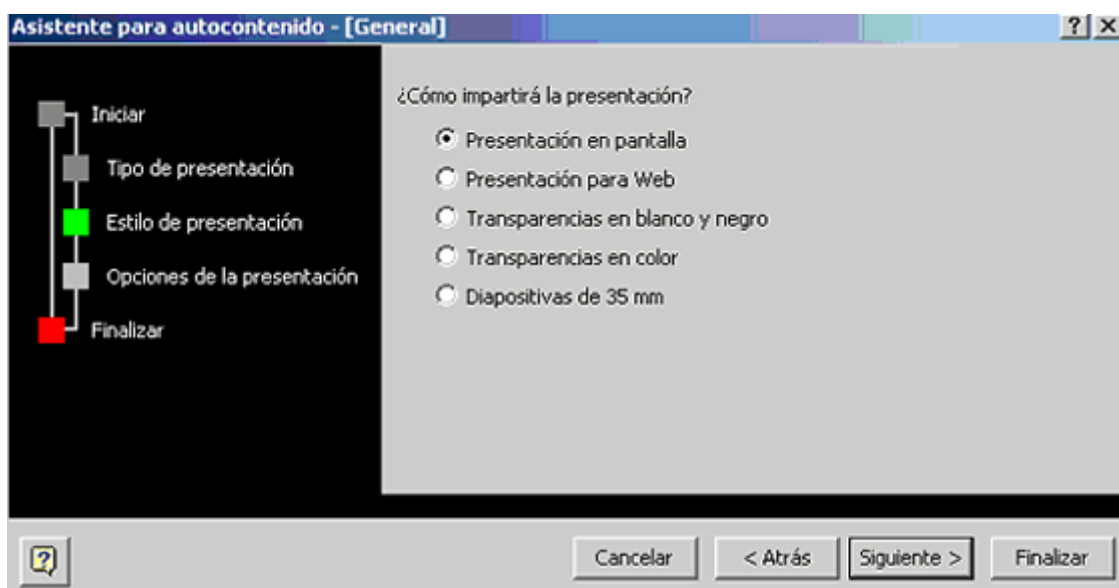 Asistente para autocontenido - [General]
Iniciar
Tipo de presentación
Estilo de presentación
Opciones de la presentación
Finalizar
¿Cómo impartirá la presentación?
Presentación en pantalla
Presentación para Web
Transparencias en blanco y negro
Transparencias en color
Diapositivas de 35 mm
Cancelar
< Atrás
Siguiente >
Finalizar